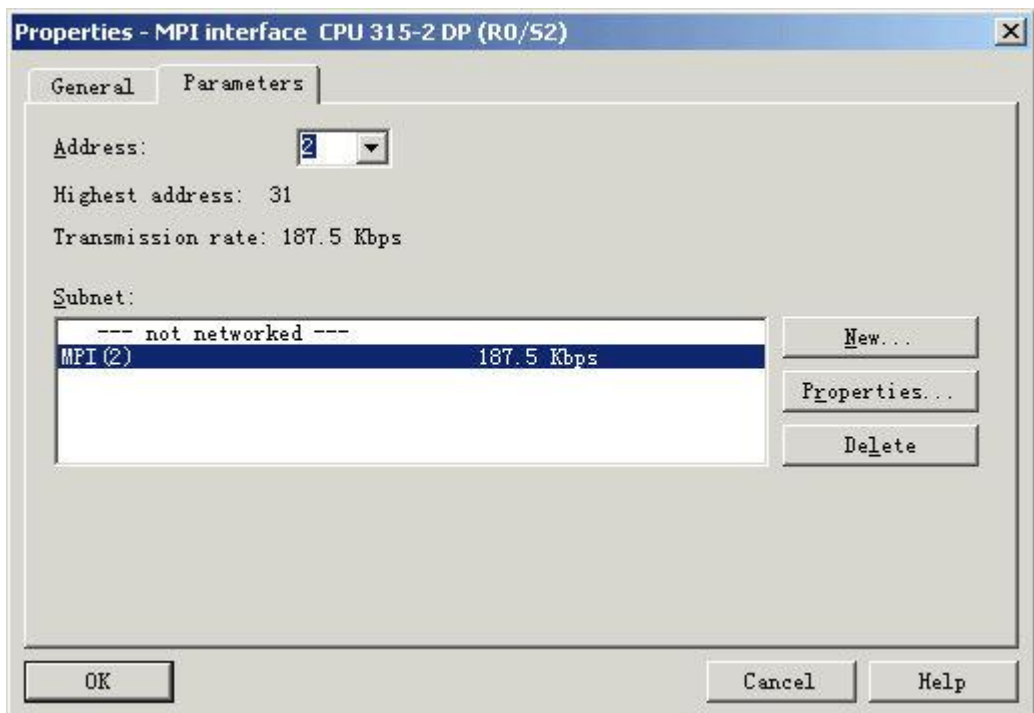 Properties - MPI interface CPU 315-2 DP (R0/S2)
General Parameters
Address: 2
Highest address: 31
Transmission rate: 187.5 Kbps
Subnet:
--- not networked ---
New...
MPI(2) 187.5 Kbps
Properties...
Delete
OK Cancel Help